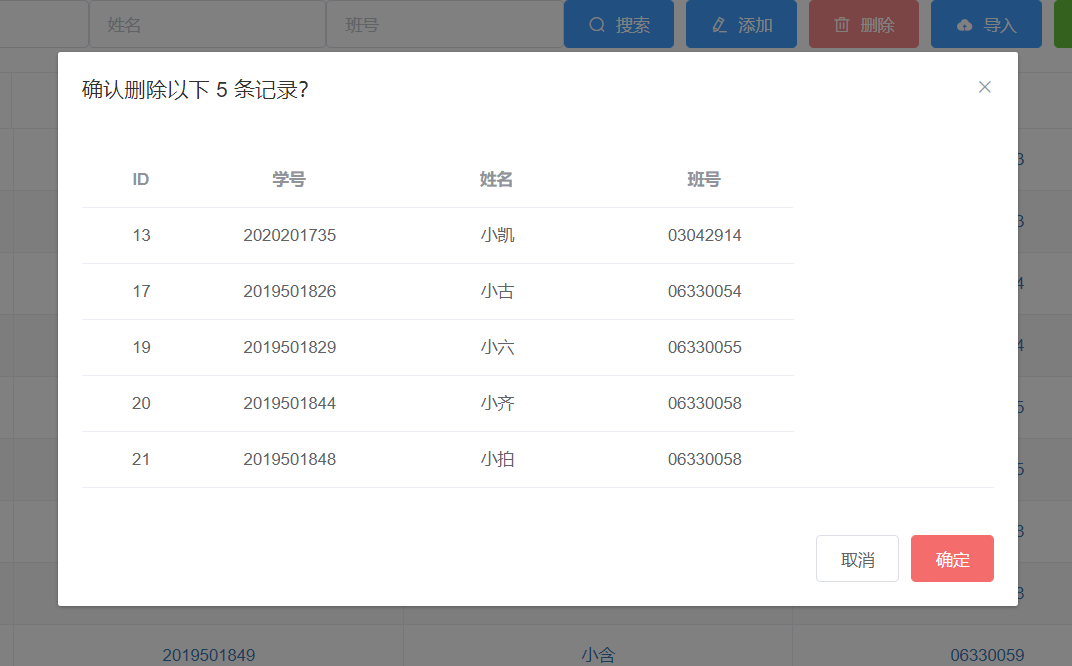 姓名 班号 搜索 添加 删除 导入
确认删除以下 5 条记录?
ID 学号 姓名 班号
13 2020201735 小凯 03042914
17 2019501826 小古 06330054
19 2019501829 小六 06330055
20 2019501844 小齐 06330058
21 2019501848 小拍 06330058
取消 确定
2019501849 小含 06330059